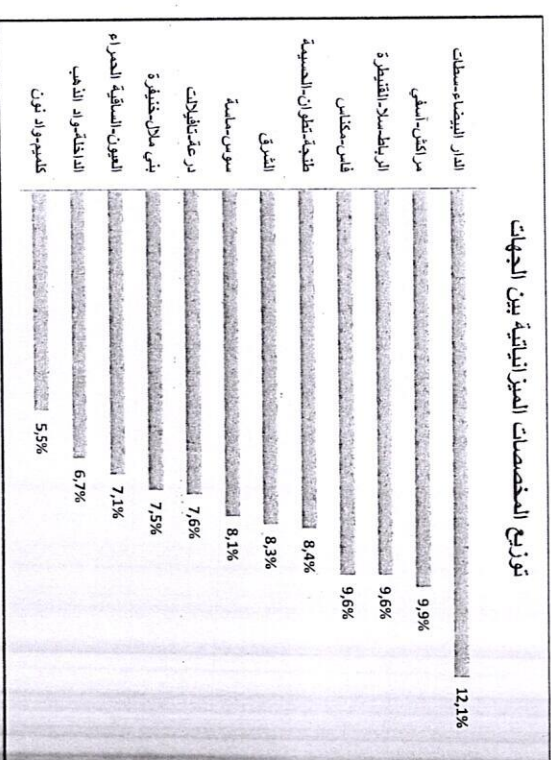 توزيع المخصصات الميزانياتية بين الجهات
الدار البيضاء-سطات 12,1%
مراكش-آسفي 9,9%
الرباط-سلا-القنيطرة 9,6%
فاس-مكناس 9,6%
طنجة-تطوان-الحسيمة 8,4%
الشرق 8,3%
سوس-ماسة 8,1%
درعة-تافيلالت 7,6%
بني ملال-خنيفرة 7,5%
العيون-الساقية الحمراء 7,1%
الداخلة-واد الذهب 6,7%
كلميم-واد نون 5,5%